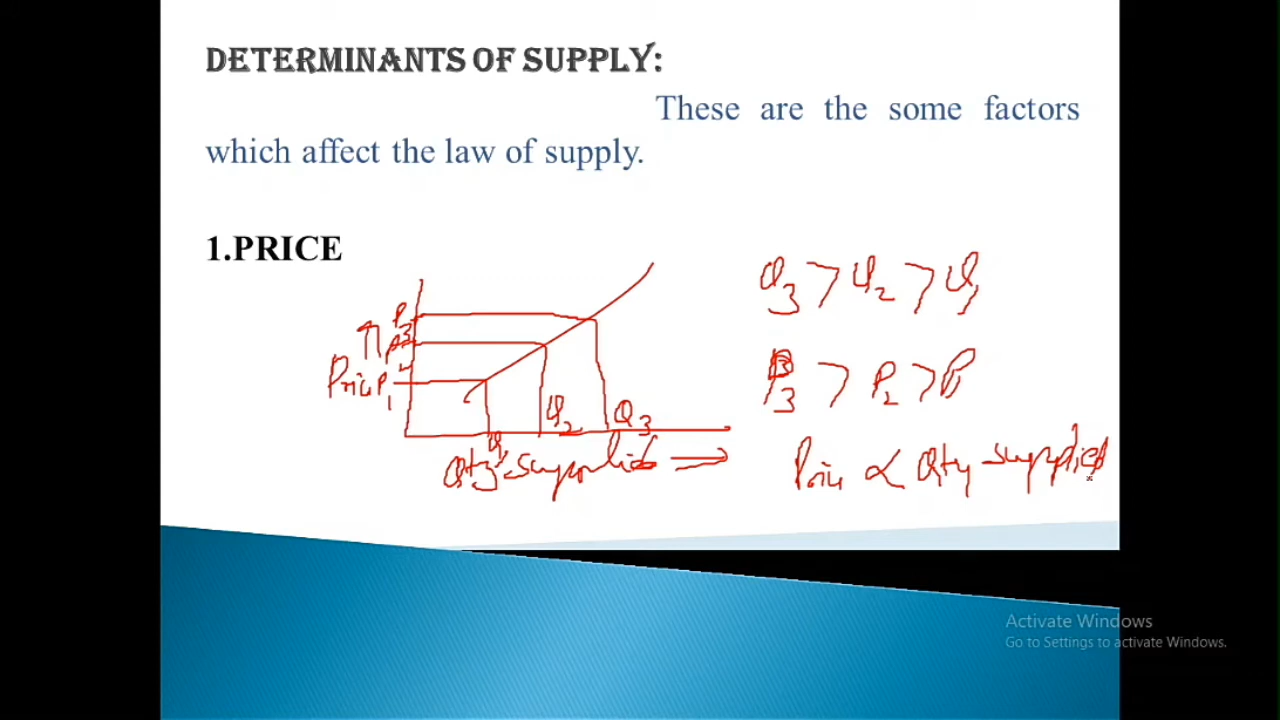 DETERMINANTS OF SUPPLY:
These are the some factors
which affect the law of supply.
1.PRICE
Q3 > Q2 > Q1
P3
P2
Price P1
P3 > P2 > P1
Q2 Q3
Q1
Qty-supplied
Price ∝ Qty-supplied
Activate Windows
Go to Settings to activate Windows.